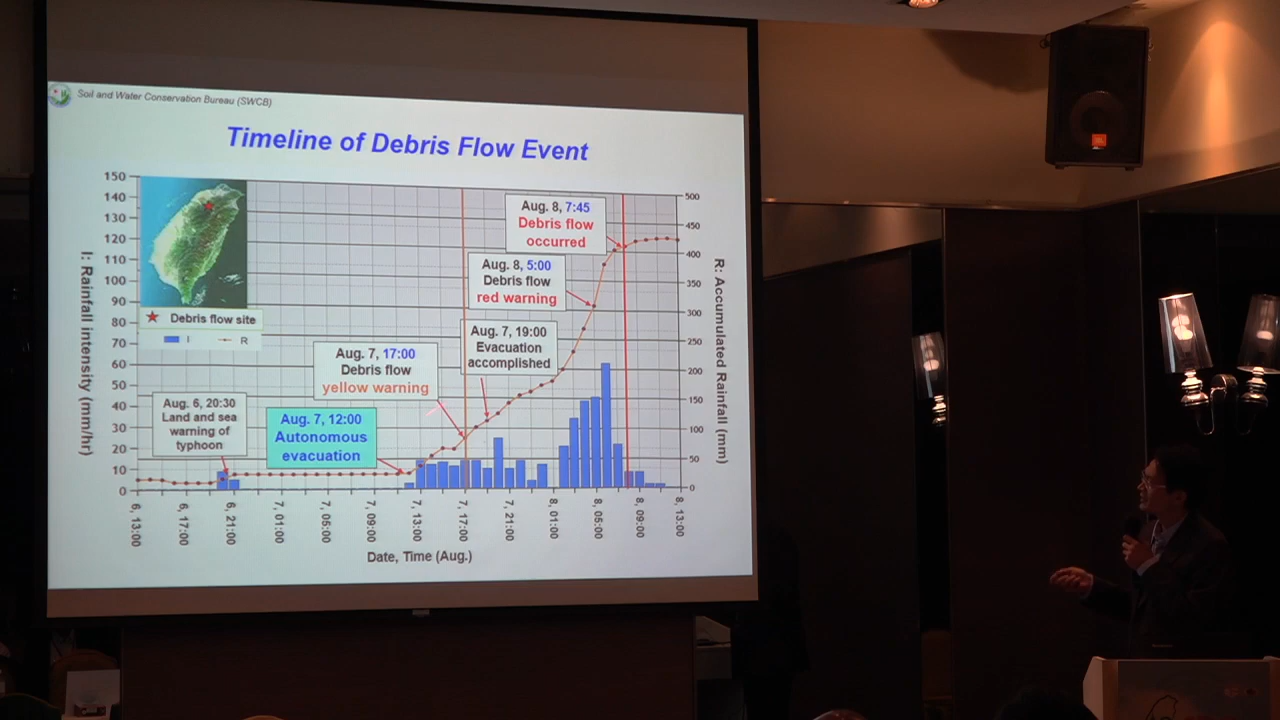 Soil and Water Conservation Bureau (SWCB)
Timeline of Debris Flow Event
I: Rainfall intensity (mm/hr)
150
140
130
120
110
100
90
80
70
60
50
40
30
20
10
0
Debris flow site
I
R
Aug. 6, 20:30
Land and sea
warning of
typhoon
Aug. 7, 12:00
Autonomous
evacuation
Aug. 7, 17:00
Debris flow
yellow warning
Aug. 7, 19:00
Evacuation
accomplished
Aug. 8, 5:00
Debris flow
red warning
Aug. 8, 7:45
Debris flow
occurred
500
450
400
350
300
250
200
150
100
50
0
R: Accumulated Rainfall (mm)
6, 13:00
6, 17:00
6, 21:00
7, 01:00
7, 05:00
7, 09:00
7, 13:00
7, 17:00
7, 21:00
8, 01:00
8, 05:00
8, 09:00
8, 13:00
Date, Time (Aug.)
JBL